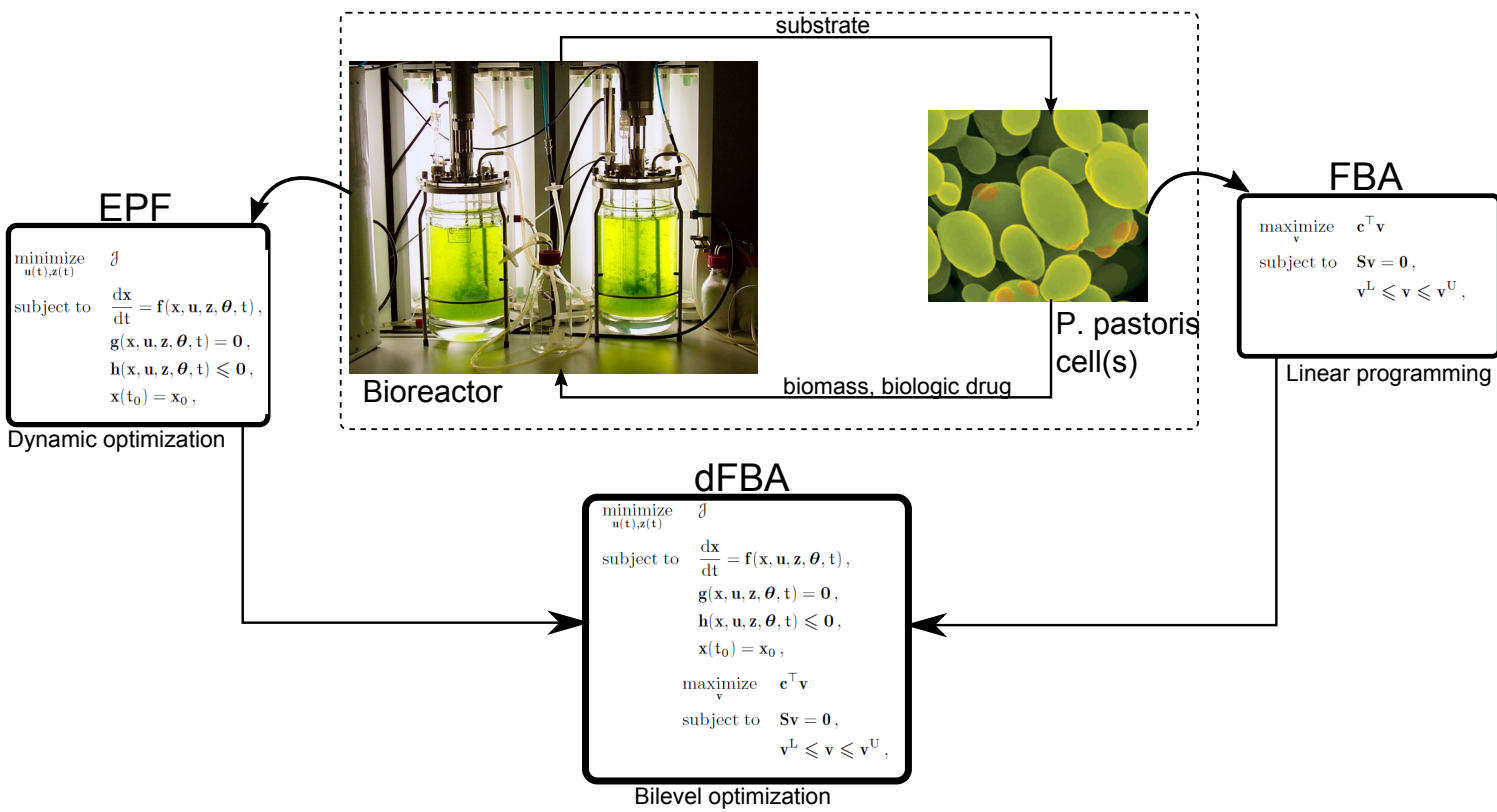 substrate
Bioreactor
P. pastoris
cell(s)
biomass, biologic drug
EPF
minimize 𝒥
u(t),z(t)
subject to dx/dt = f(x, u, z, θ, t) ,
g(x, u, z, θ, t) = 0 ,
h(x, u, z, θ, t) ⩽ 0 ,
x(t₀) = x₀ ,
Dynamic optimization
FBA
maximize c⊤v
v
subject to Sv = 0 ,
vᴸ ⩽ v ⩽ vᵁ ,
Linear programming
dFBA
minimize 𝒥
u(t),z(t)
subject to dx/dt = f(x, u, z, θ, t) ,
g(x, u, z, θ, t) = 0 ,
h(x, u, z, θ, t) ⩽ 0 ,
x(t₀) = x₀ ,
maximize c⊤v
v
subject to Sv = 0 ,
vᴸ ⩽ v ⩽ vᵁ ,
Bilevel optimization